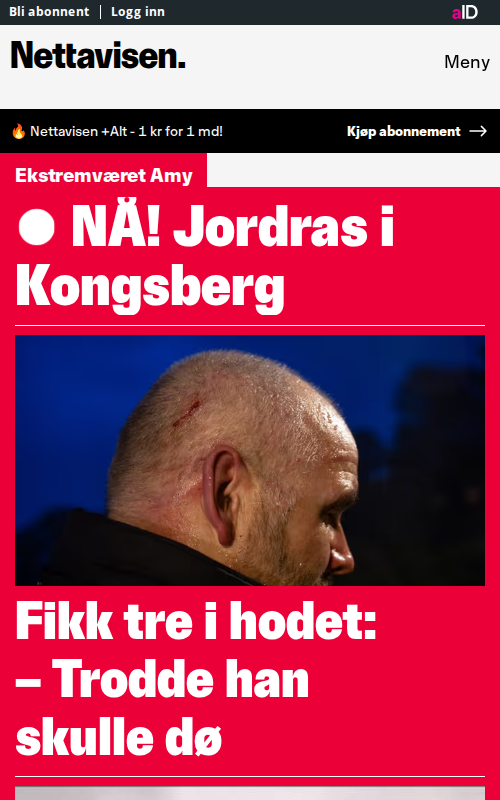 Bli abonnent | Logg inn
aID
Nettavisen.
Meny
🔥 Nettavisen +Alt - 1 kr for 1 md!
Kjøp abonnement →
Ekstremværet Amy
NÅ! Jordras i
Kongsberg
Fikk tre i hodet:
– Trodde han
skulle dø